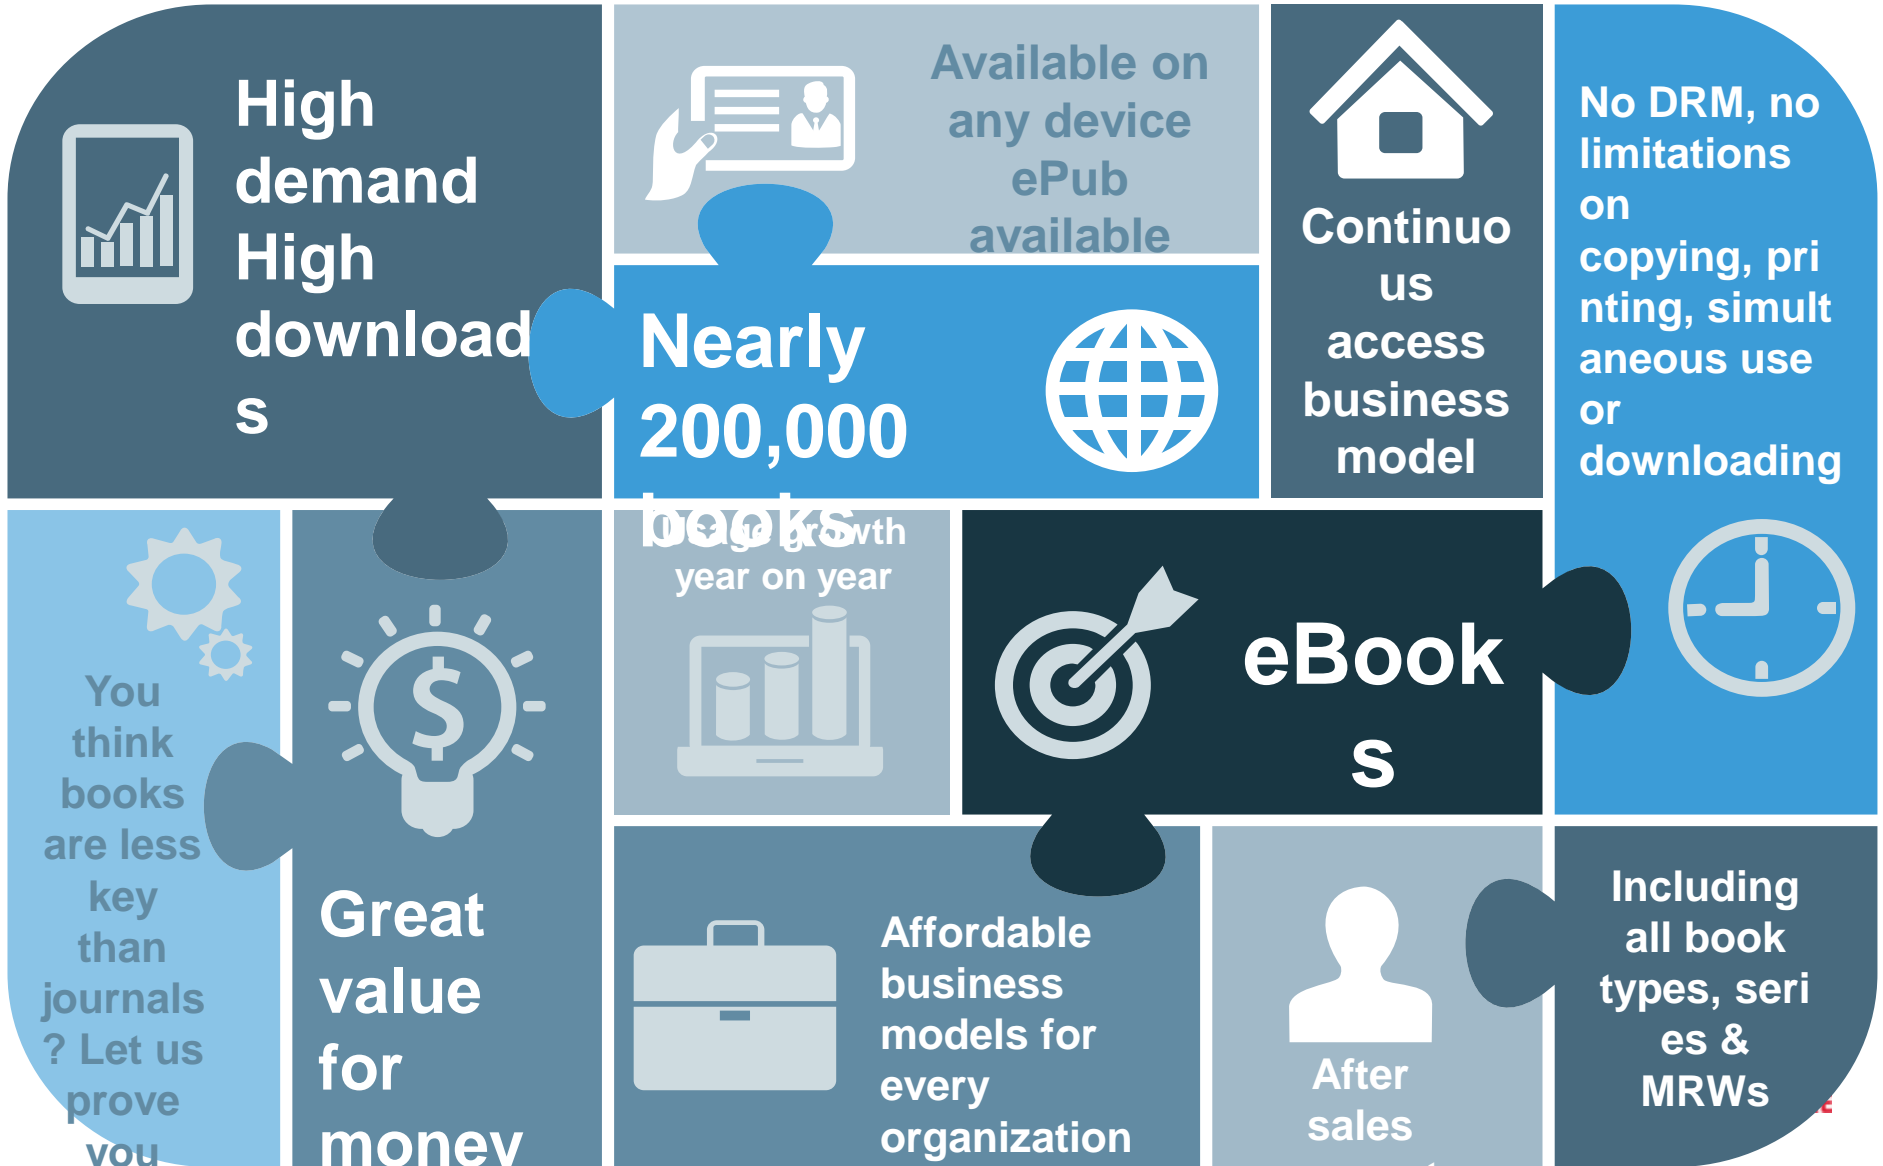 High
demand
High
download
s
Available on
any device
ePub
available
Continuo
us
access
business
model
No DRM, no
limitations
on
copying, pri
nting, simult
aneous use
or
downloading
Nearly
200,000
books
Usage growth
year on year
eBook
s
You
think
books
are less
key
than
journals
? Let us
prove
you
Great
value
for
money
Affordable
business
models for
every
organization
After
sales
Including
all book
types, seri
es &
MRWs